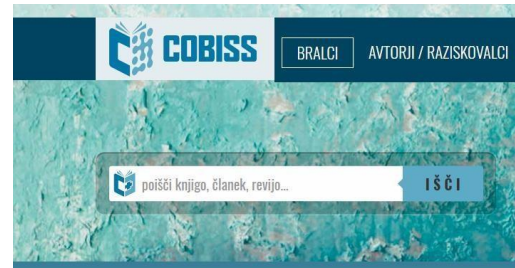 COBISS BRALCI AVTORJI / RAZISKOVALCI
poišči knjigo, članek, revijo... IŠČI